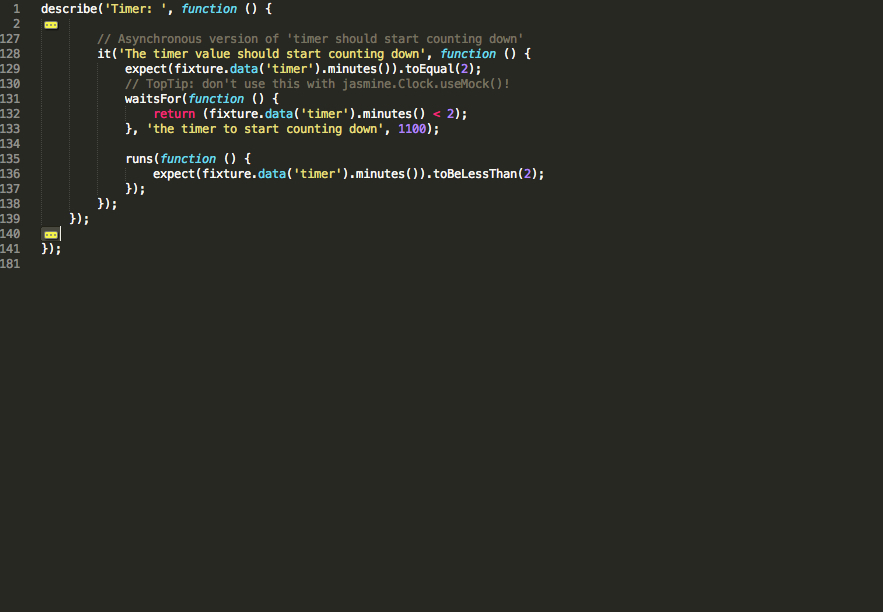 1 describe('Timer: ', function () {
2 ...
127 // Asynchronous version of 'timer should start counting down'
128 it('The timer value should start counting down', function () {
129 expect(fixture.data('timer').minutes()).toEqual(2);
130 // TopTip: don't use this with jasmine.Clock.useMock()!
131 waitsFor(function () {
132 return (fixture.data('timer').minutes() < 2);
133 }, 'the timer to start counting down', 1100);
134
135 runs(function () {
136 expect(fixture.data('timer').minutes()).toBeLessThan(2);
137 });
138 });
139 });
140 ...
141 });
181